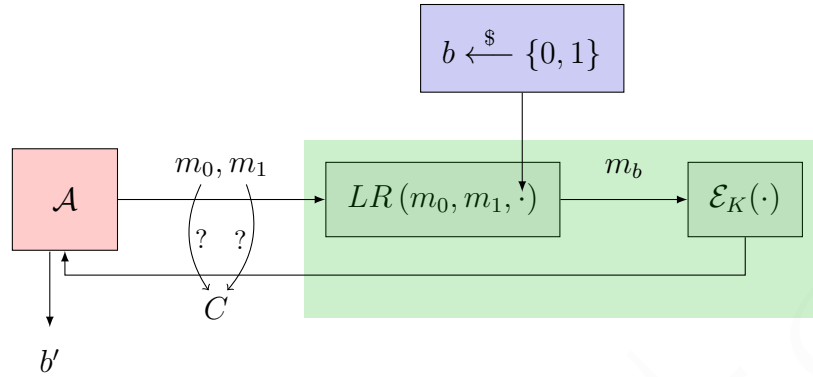 b ←$ {0, 1}
m₀, m₁
m_b
𝒜
LR (m₀, m₁, ·)
ℰ_K(·)
? ?
C
b′